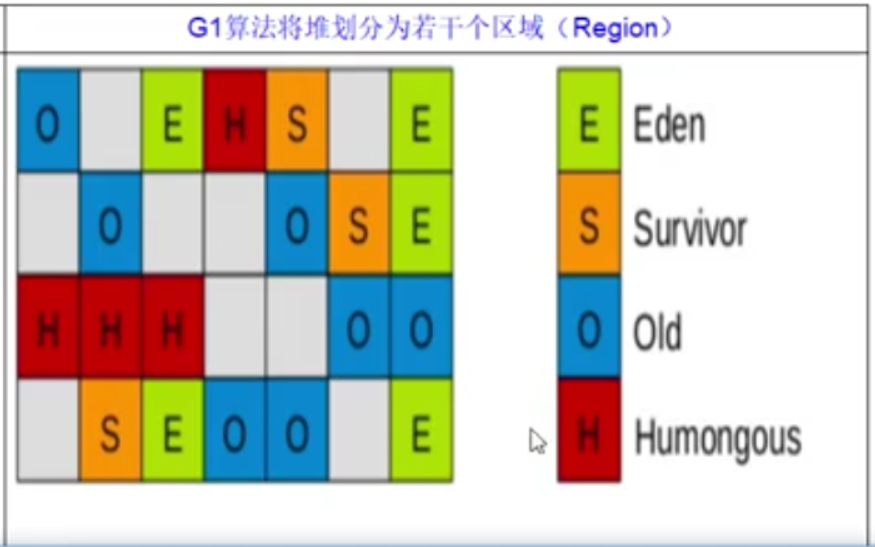 G1算法将堆划分为若干个区域（Region）
O E H S E E Eden
O O S E S Survivor
H H H O O O Old
S E O O E H Humongous